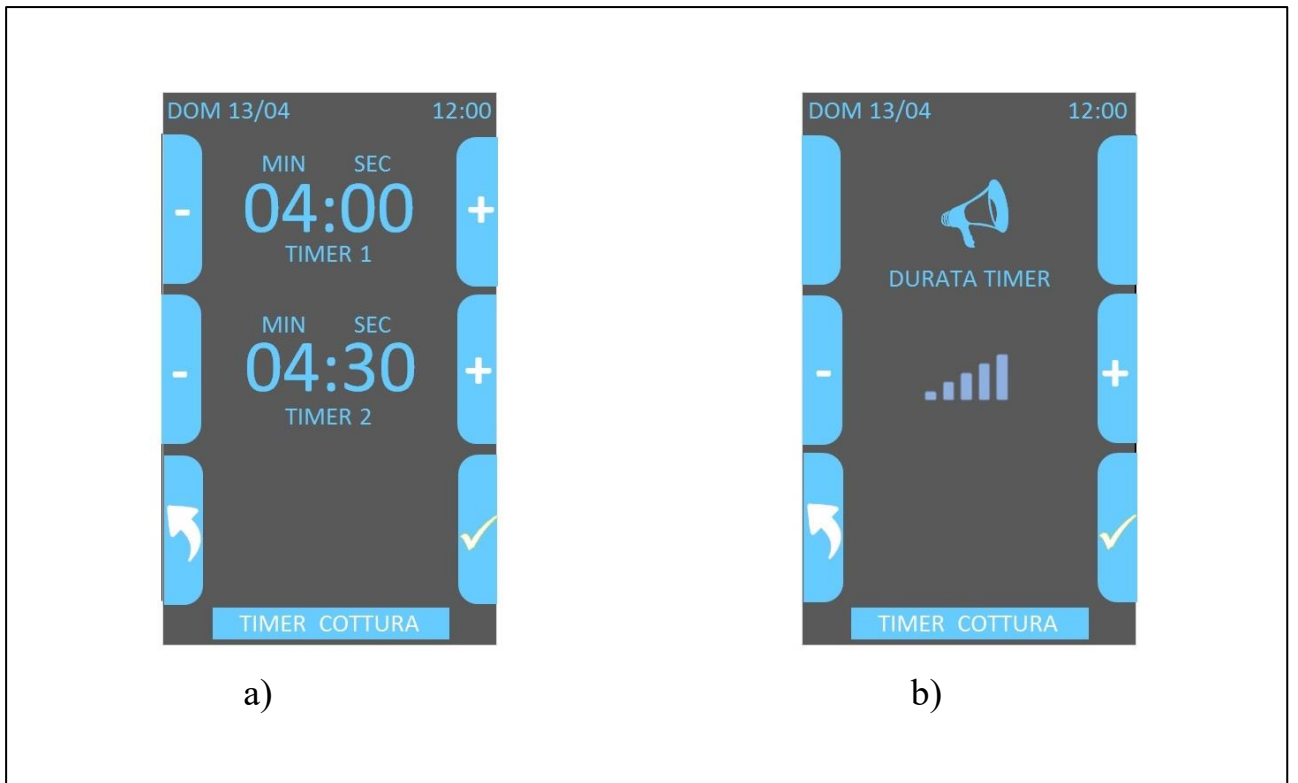 DOM 13/04 12:00
MIN SEC
- 04:00 +
TIMER 1
MIN SEC
- 04:30 +
TIMER 2
TIMER COTTURA
a)
DOM 13/04 12:00
DURATA TIMER
- +
TIMER COTTURA
b)